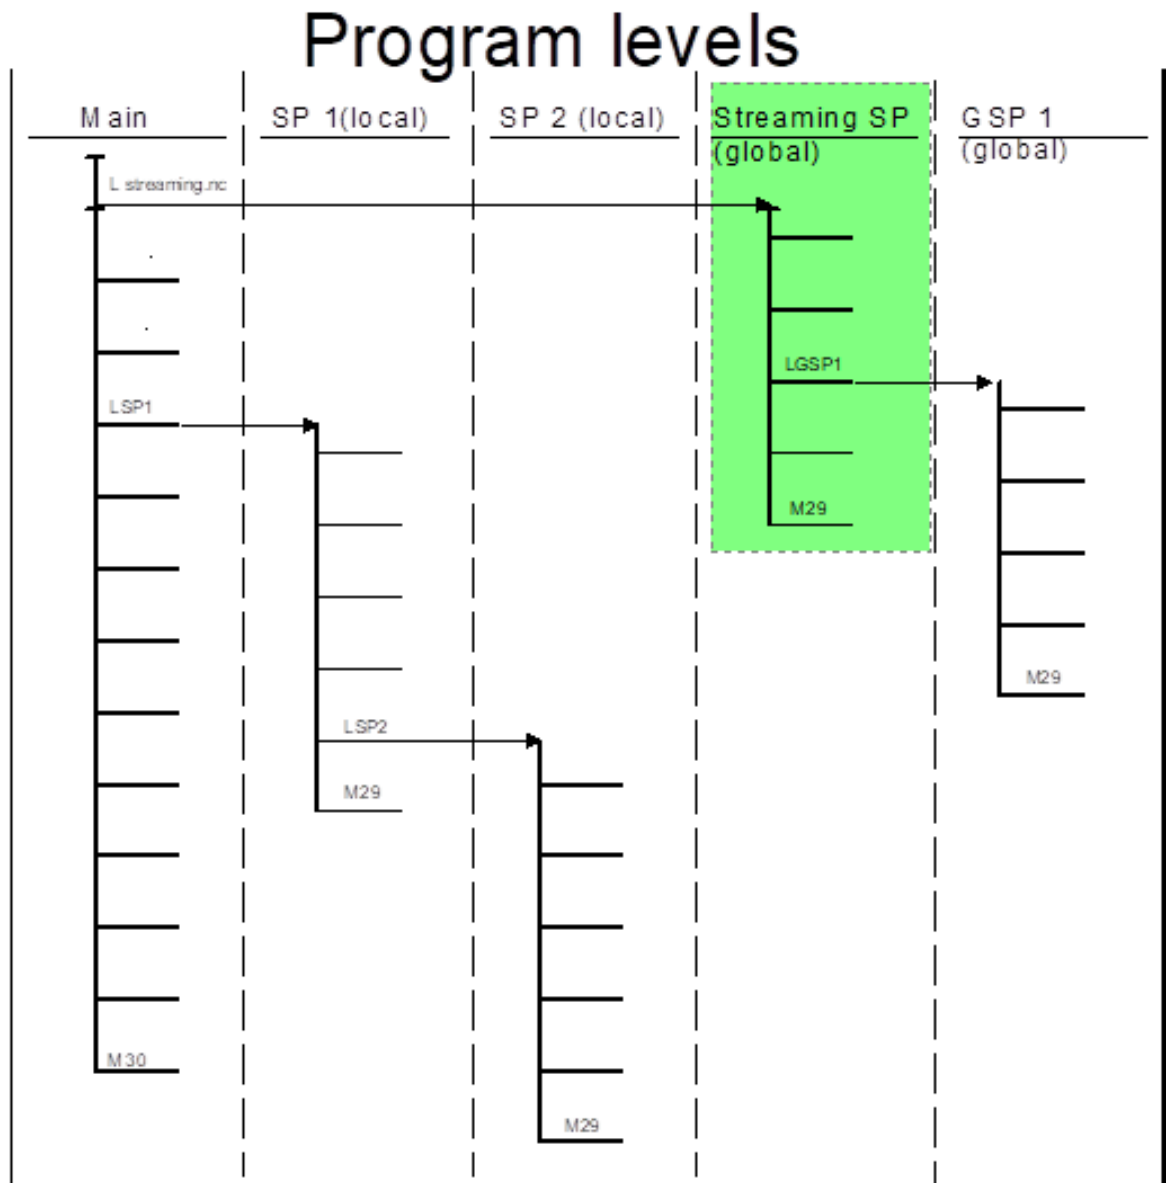 Program levels
Main
SP 1(local)
SP 2 (local)
Streaming SP
(global)
GSP 1
(global)
L streaming.nc
LGSP1
LSP1
M29
M29
LSP2
M29
M30
M29